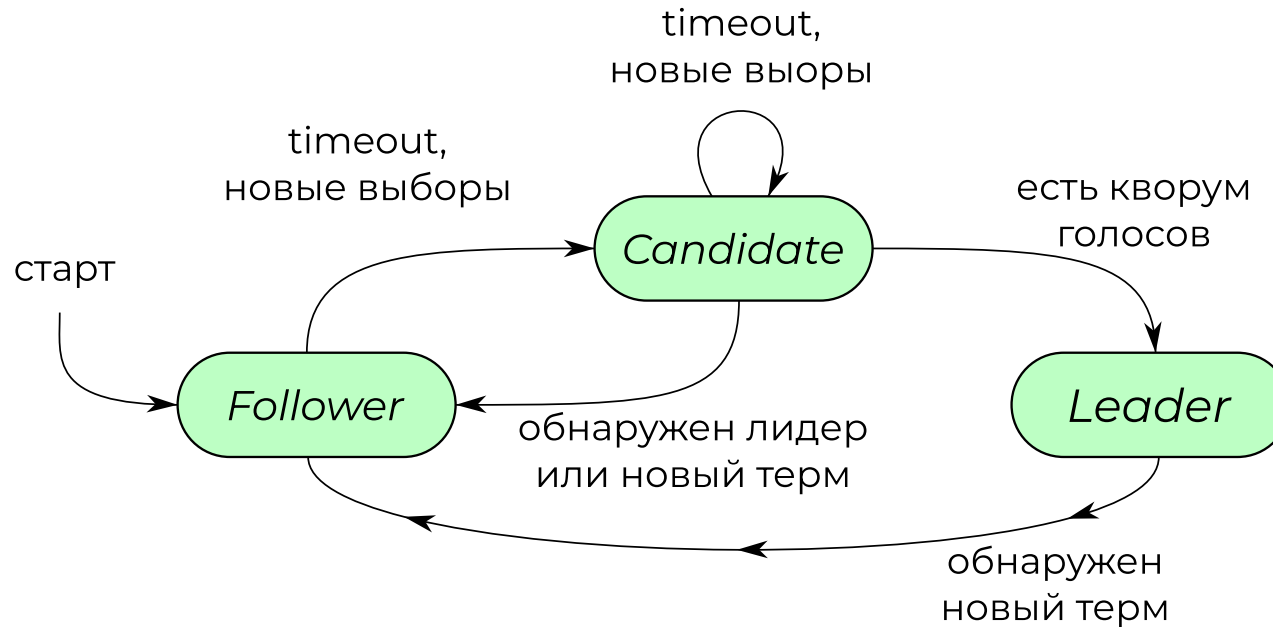 timeout,
новые выоры
timeout,
новые выборы
есть кворум
голосов
Candidate
старт
Follower
Leader
обнаружен лидер
или новый терм
обнаружен
новый терм